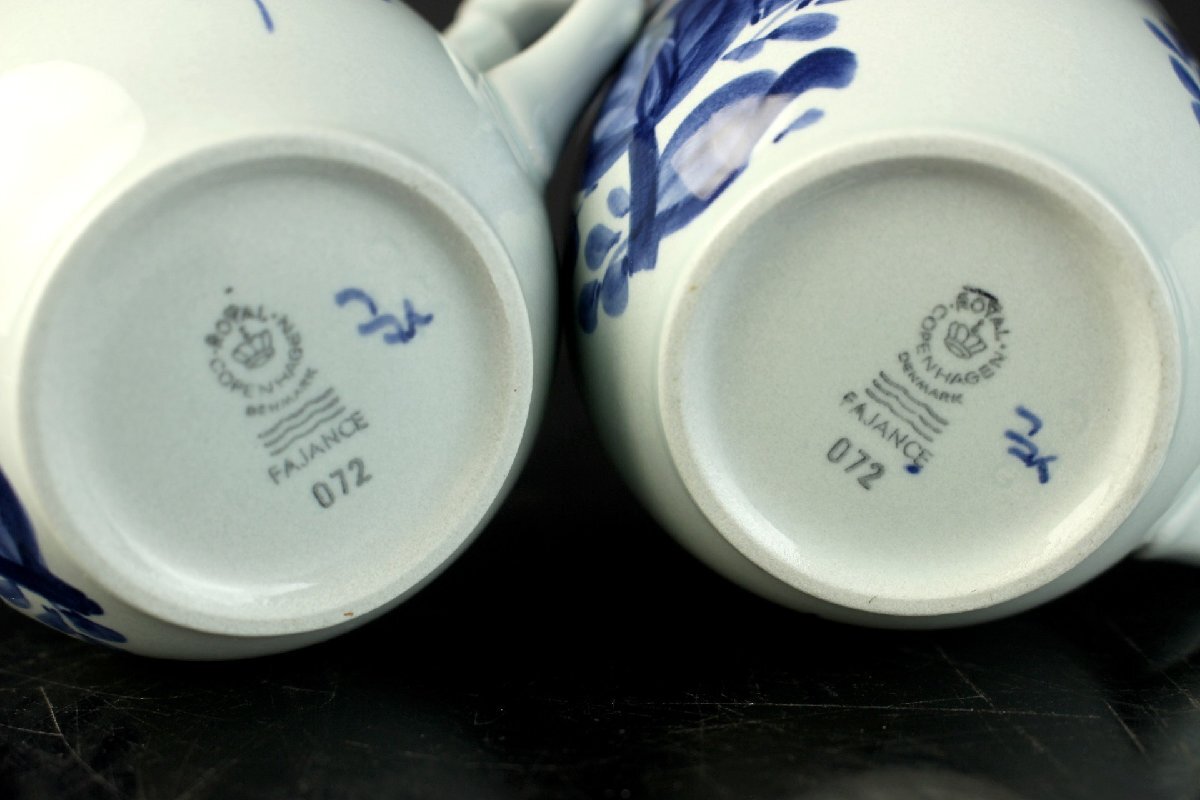 ROYAL · COPENHAGEN ·
DENMARK
FAJANCE
072
ROYAL · COPENHAGEN ·
DENMARK
FAJANCE
072